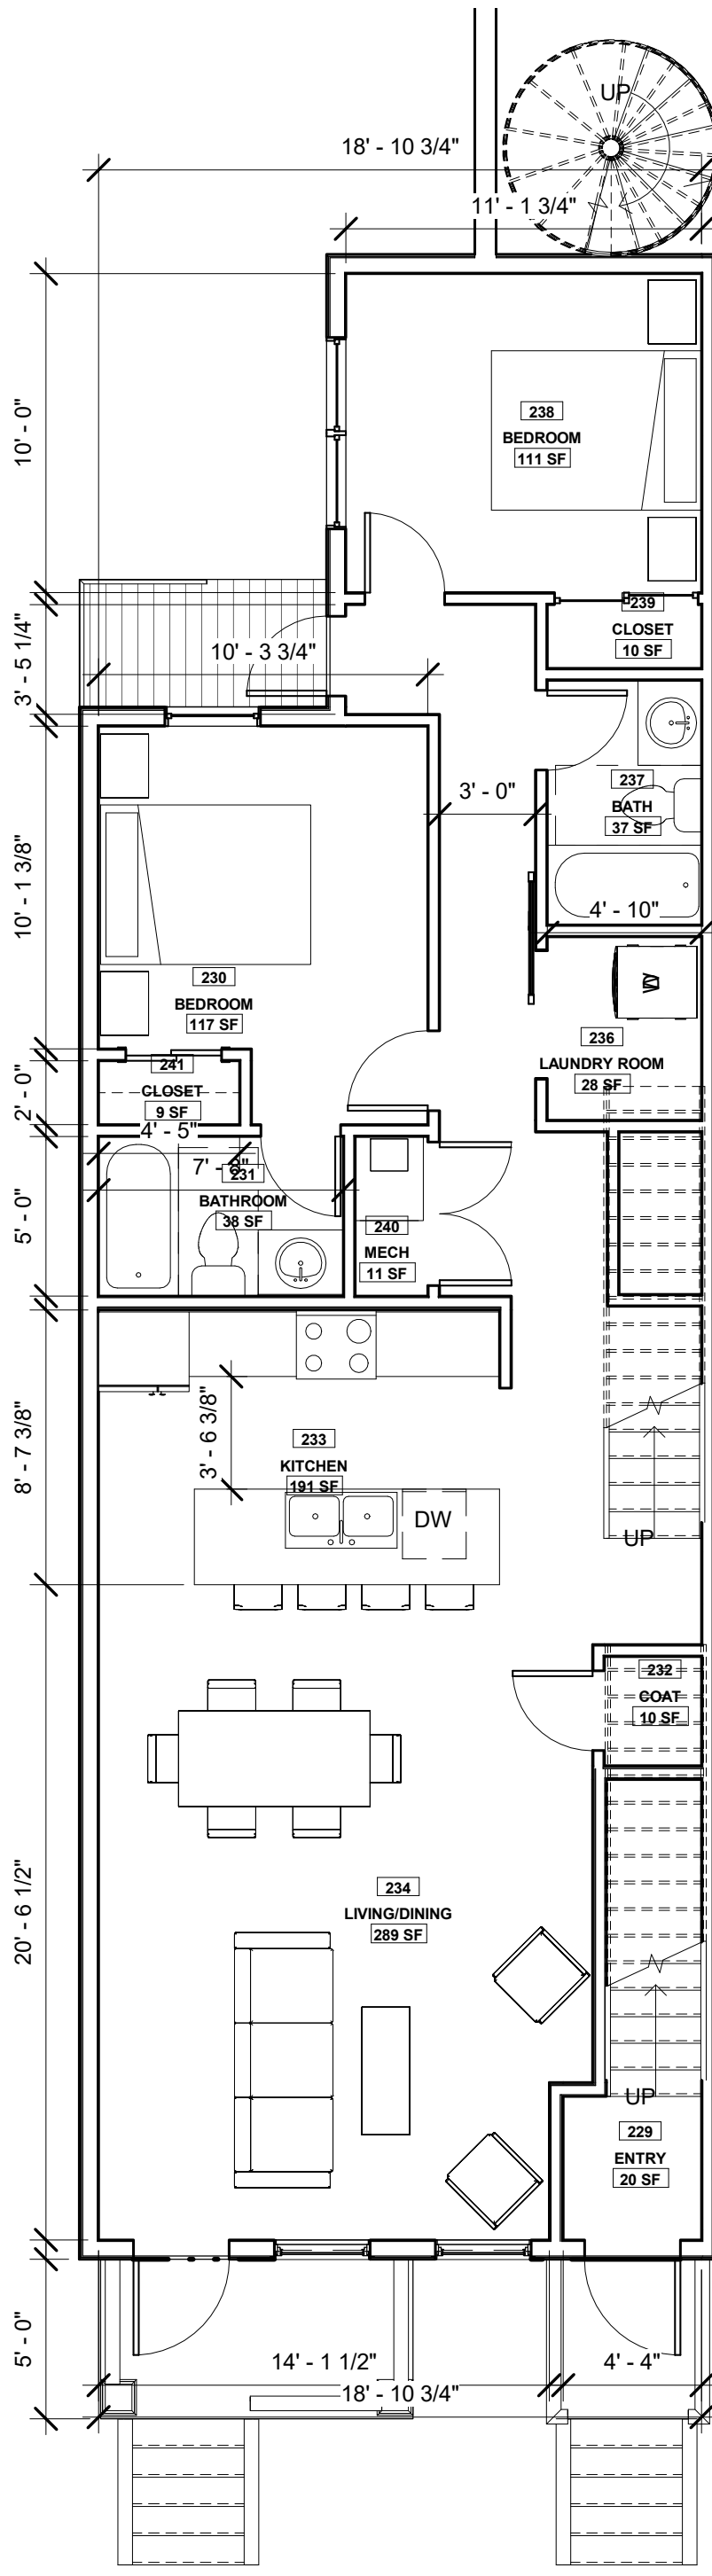 UP
18' - 10 3/4"
11' - 1 3/4"
10' - 0"
238
BEDROOM
111 SF
239
CLOSET
10 SF
3' - 5 1/4"
10' - 3 3/4"
237
BATH
37 SF
3' - 0"
4' - 10"
10' - 1 3/8"
230
BEDROOM
117 SF
236
LAUNDRY ROOM
28 SF
241
CLOSET
9 SF
2' - 0"
4' - 5"
231
BATHROOM
38 SF
5' - 0"
240
MECH
11 SF
8' - 7 3/8"
3' - 6 3/8"
233
KITCHEN
191 SF
DW
UP
232
COAT
10 SF
20' - 6 1/2"
234
LIVING/DINING
289 SF
UP
229
ENTRY
20 SF
5' - 0"
14' - 1 1/2"
4' - 4"
18' - 10 3/4"